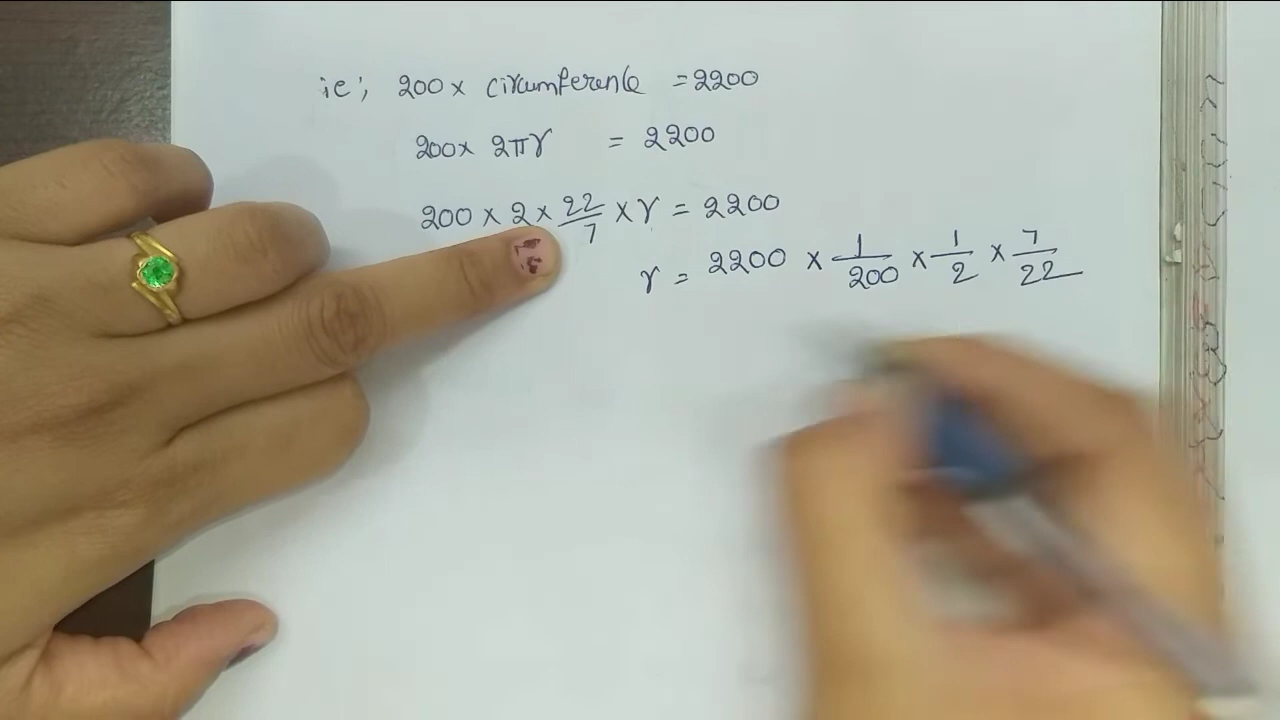 ie; 200 × circumference = 2200
200 × 2πr = 2200
200 × 2 × 22/7 × r = 2200
r = 2200 × 1/200 × 1/2 × 7/22